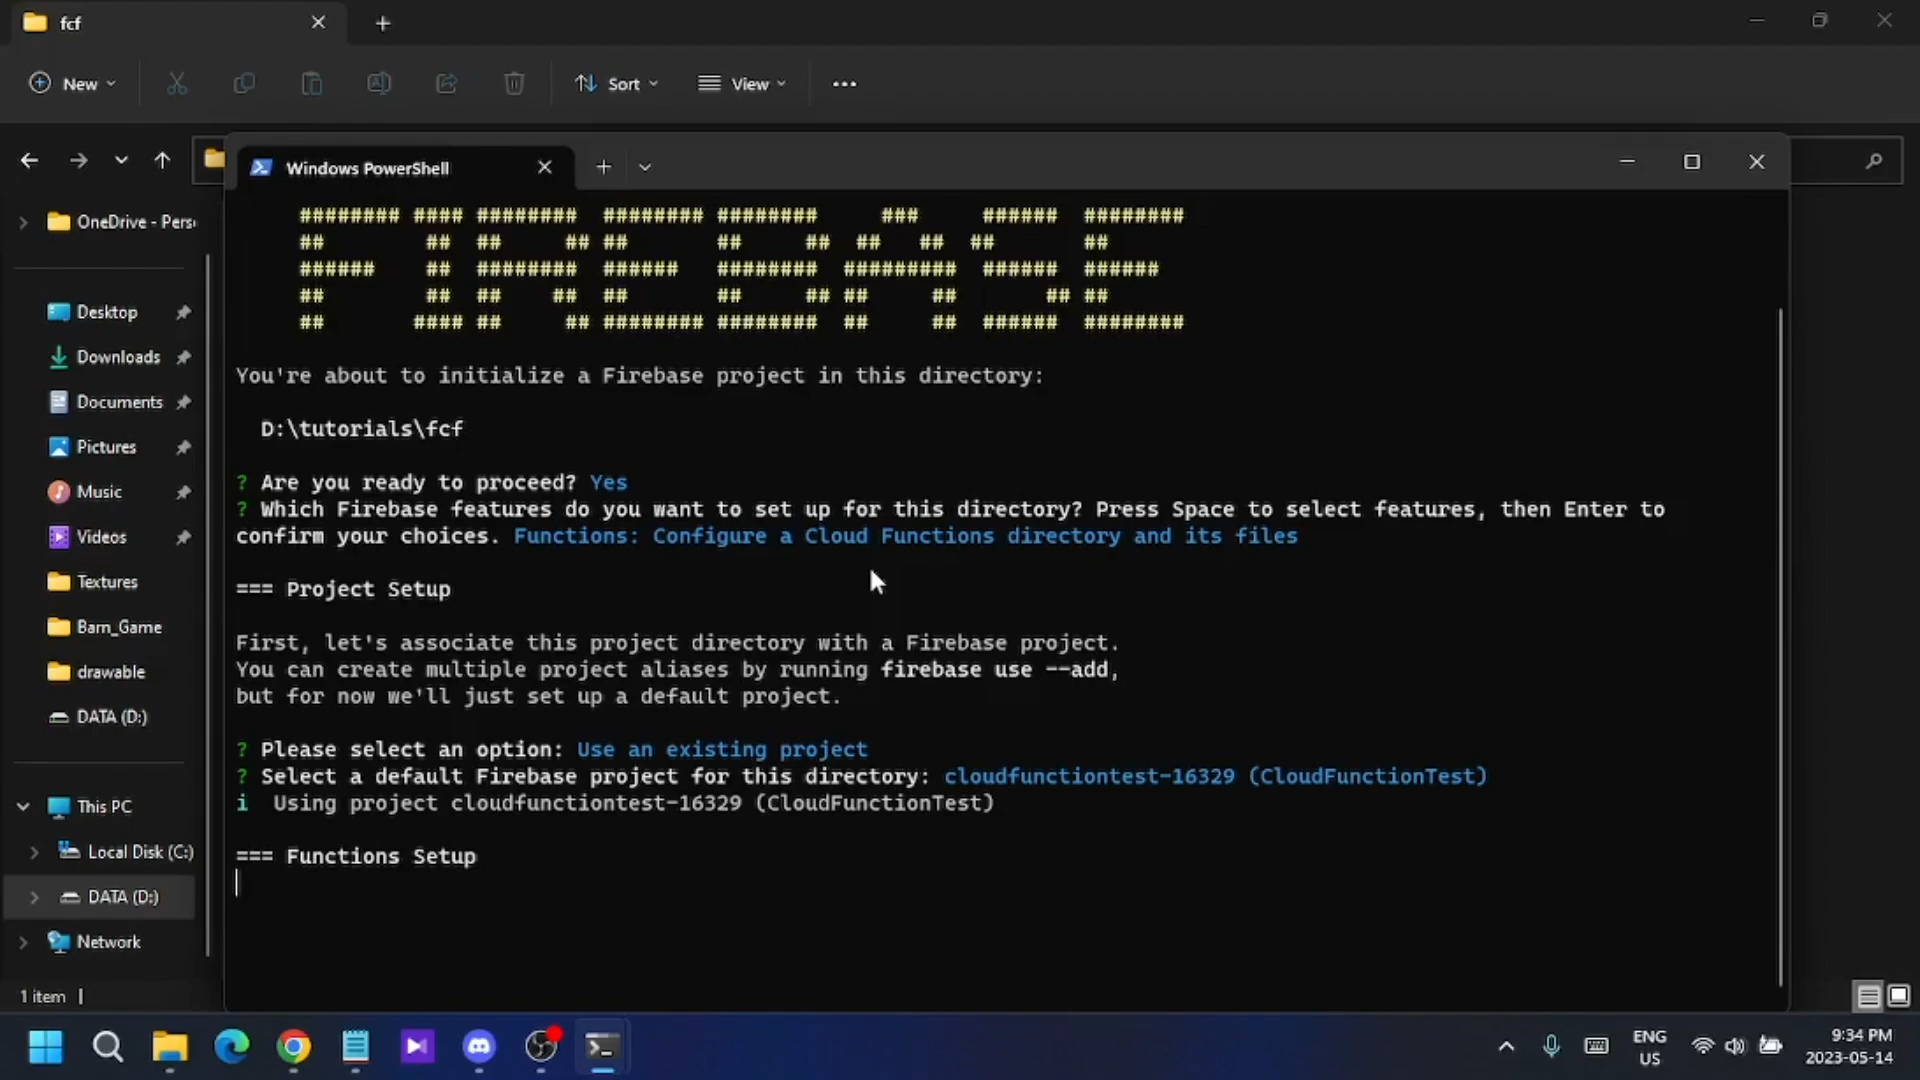 fcf
New
Sort
View
Windows PowerShell
######## #### ######## ######## ######## ### ###### ########
## ## ## ## ## ## ## ## ## ## ##
###### ## ######## ###### ######## ######### ###### ######
## ## ## ## ## ## ## ## ## ## ##
## #### ## ## ######## ######## ## ## ###### ########
You're about to initialize a Firebase project in this directory:
D:\tutorials\fcf
? Are you ready to proceed? Yes
? Which Firebase features do you want to set up for this directory? Press Space to select features, then Enter to
confirm your choices. Functions: Configure a Cloud Functions directory and its files
=== Project Setup
First, let's associate this project directory with a Firebase project.
You can create multiple project aliases by running firebase use --add,
but for now we'll just set up a default project.
? Please select an option: Use an existing project
? Select a default Firebase project for this directory: cloudfunctiontest-16329 (CloudFunctionTest)
i Using project cloudfunctiontest-16329 (CloudFunctionTest)
=== Functions Setup
OneDrive - Pers
Desktop
Downloads
Documents
Pictures
Music
Videos
Textures
Barn_Game
drawable
DATA (D:)
This PC
Local Disk (C:)
DATA (D:)
Network
1 item
ENG
US
9:34 PM
2023-05-14